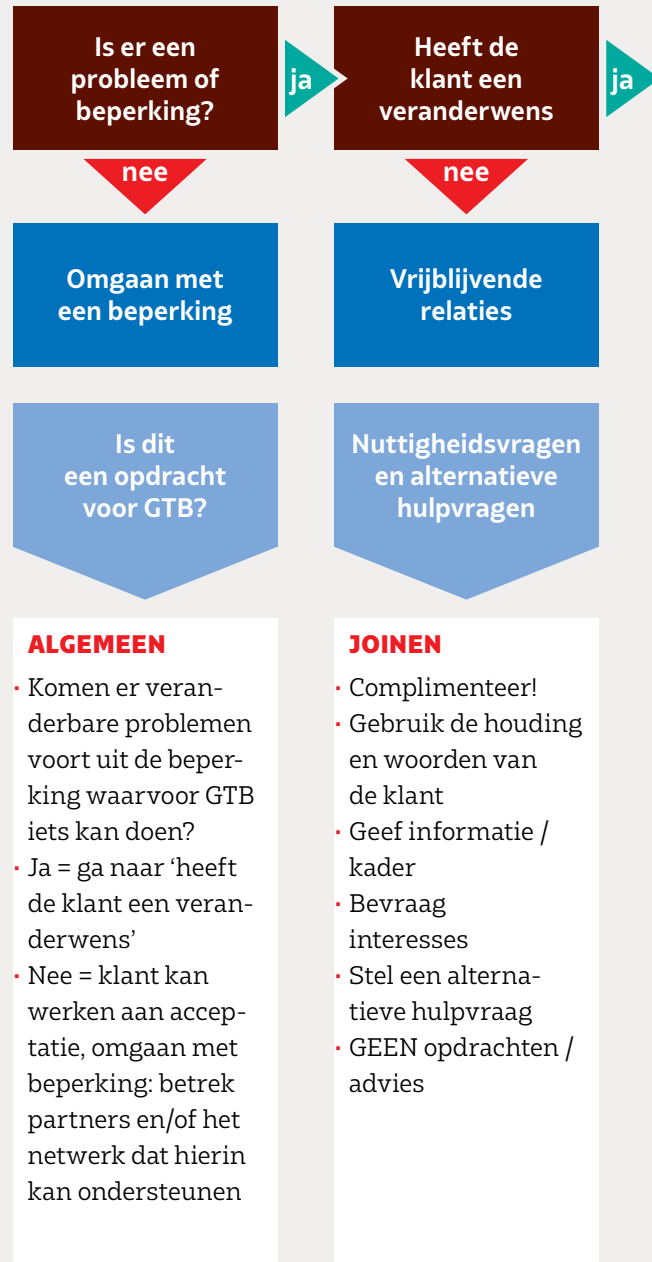 Is er een
probleem of
beperking?
ja
nee
Omgaan met
een beperking
Is dit
een opdracht
voor GTB?
ALGEMEEN
· Komen er veran-
derbare problemen
voort uit de beper-
king waarvoor GTB
iets kan doen?
· Ja = ga naar ‘heeft
de klant een veran-
derwens’
· Nee = klant kan
werken aan accep-
tatie, omgaan met
beperking: betrek
partners en/of het
netwerk dat hierin
kan ondersteunen
Heeft de
klant een
veranderwens
ja
nee
Vrijblijvende
relaties
Nuttigheidsvragen
en alternatieve
hulpvragen
JOINEN
· Complimenteer!
· Gebruik de houding
en woorden van
de klant
· Geef informatie /
kader
· Bevraag
interesses
· Stel een alterna-
tieve hulpvraag
· GEEN opdrachten /
advies